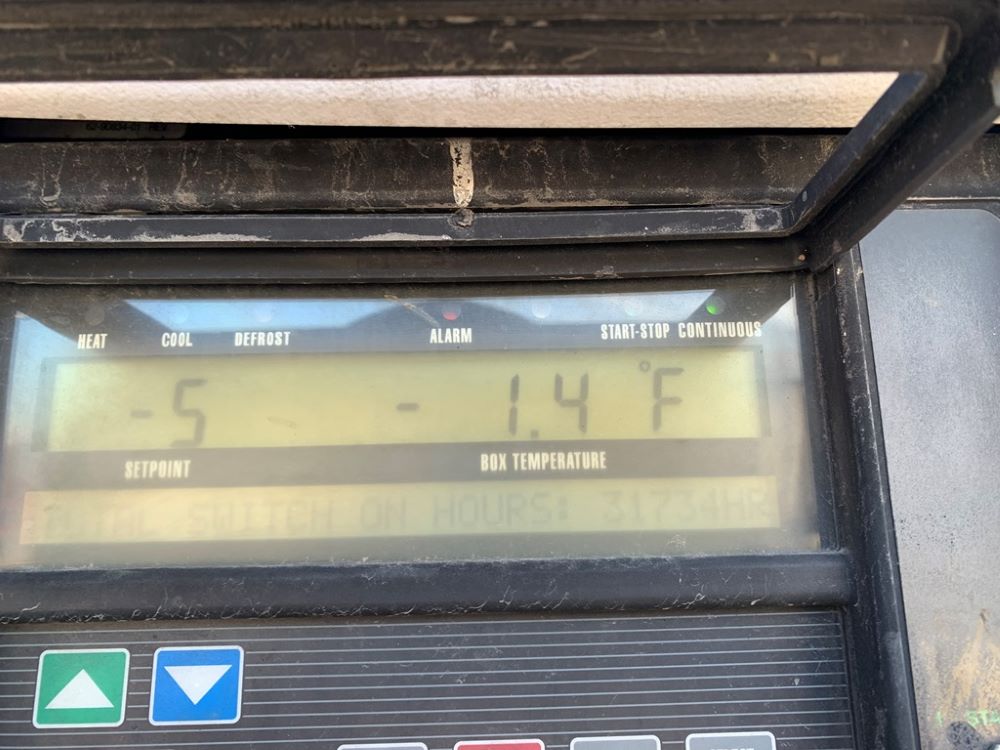 HEAT COOL DEFROST ALARM START-STOP CONTINUOUS
-5 -1.4 °F
SETPOINT BOX TEMPERATURE
TOTAL SWITCH ON HOURS: 31734HR